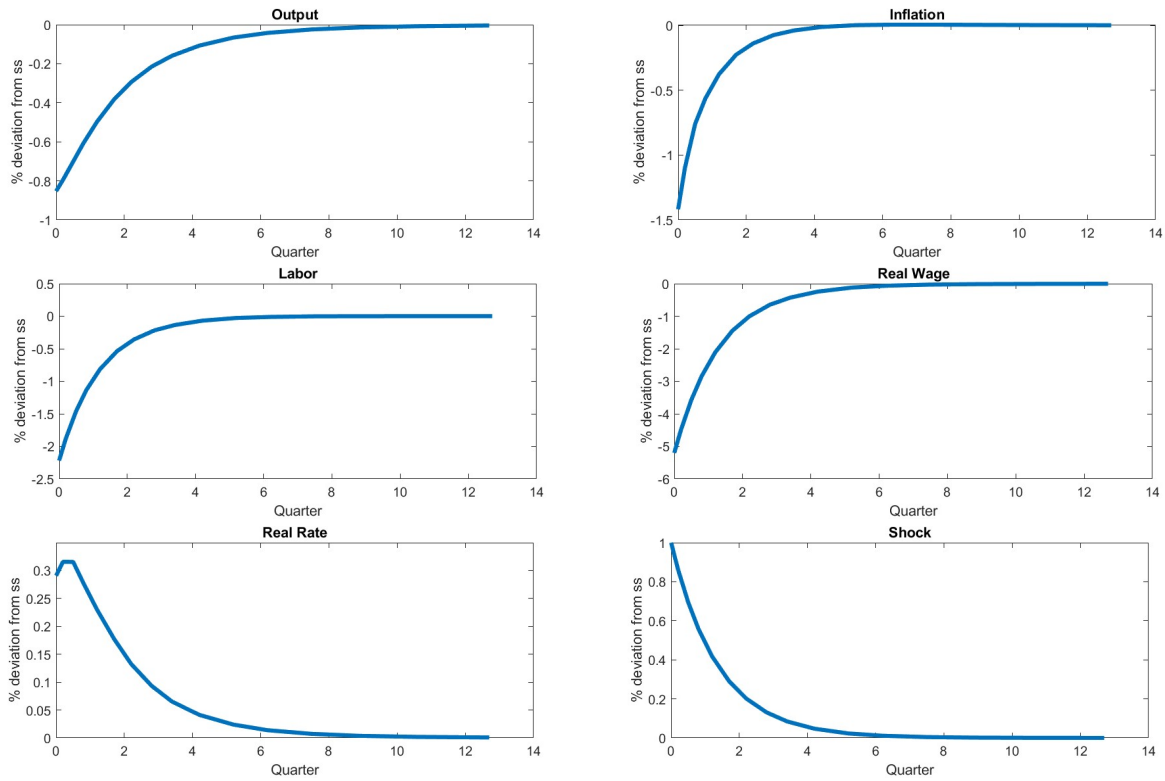 Output
% deviation from ss
0
-0.2
-0.4
-0.6
-0.8
-1
0 2 4 6 8 10 12 14
Quarter
Inflation
% deviation from ss
0
-0.5
-1
-1.5
0 2 4 6 8 10 12 14
Quarter
Labor
% deviation from ss
0.5
0
-0.5
-1
-1.5
-2
-2.5
0 2 4 6 8 10 12 14
Quarter
Real Wage
% deviation from ss
0
-1
-2
-3
-4
-5
-6
0 2 4 6 8 10 12 14
Quarter
Real Rate
% deviation from ss
0.3
0.25
0.2
0.15
0.1
0.05
0
0 2 4 6 8 10 12 14
Quarter
Shock
% deviation from ss
1
0.8
0.6
0.4
0.2
0
0 2 4 6 8 10 12 14
Quarter